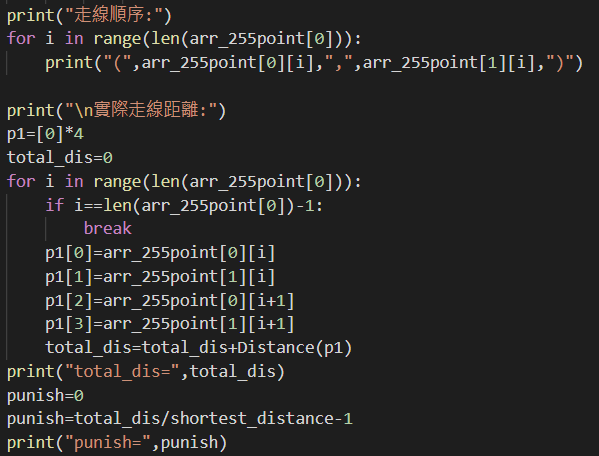 print("走線順序:")
for i in range(len(arr_255point[0])):
    print("(",arr_255point[0][i],",",arr_255point[1][i],")")

print("\n實際走線距離:")
p1=[0]*4
total_dis=0
for i in range(len(arr_255point[0])):
    if i==len(arr_255point[0])-1:
        break
    p1[0]=arr_255point[0][i]
    p1[1]=arr_255point[1][i]
    p1[2]=arr_255point[0][i+1]
    p1[3]=arr_255point[1][i+1]
    total_dis=total_dis+Distance(p1)
print("total_dis=",total_dis)
punish=0
punish=total_dis/shortest_distance-1
print("punish=",punish)